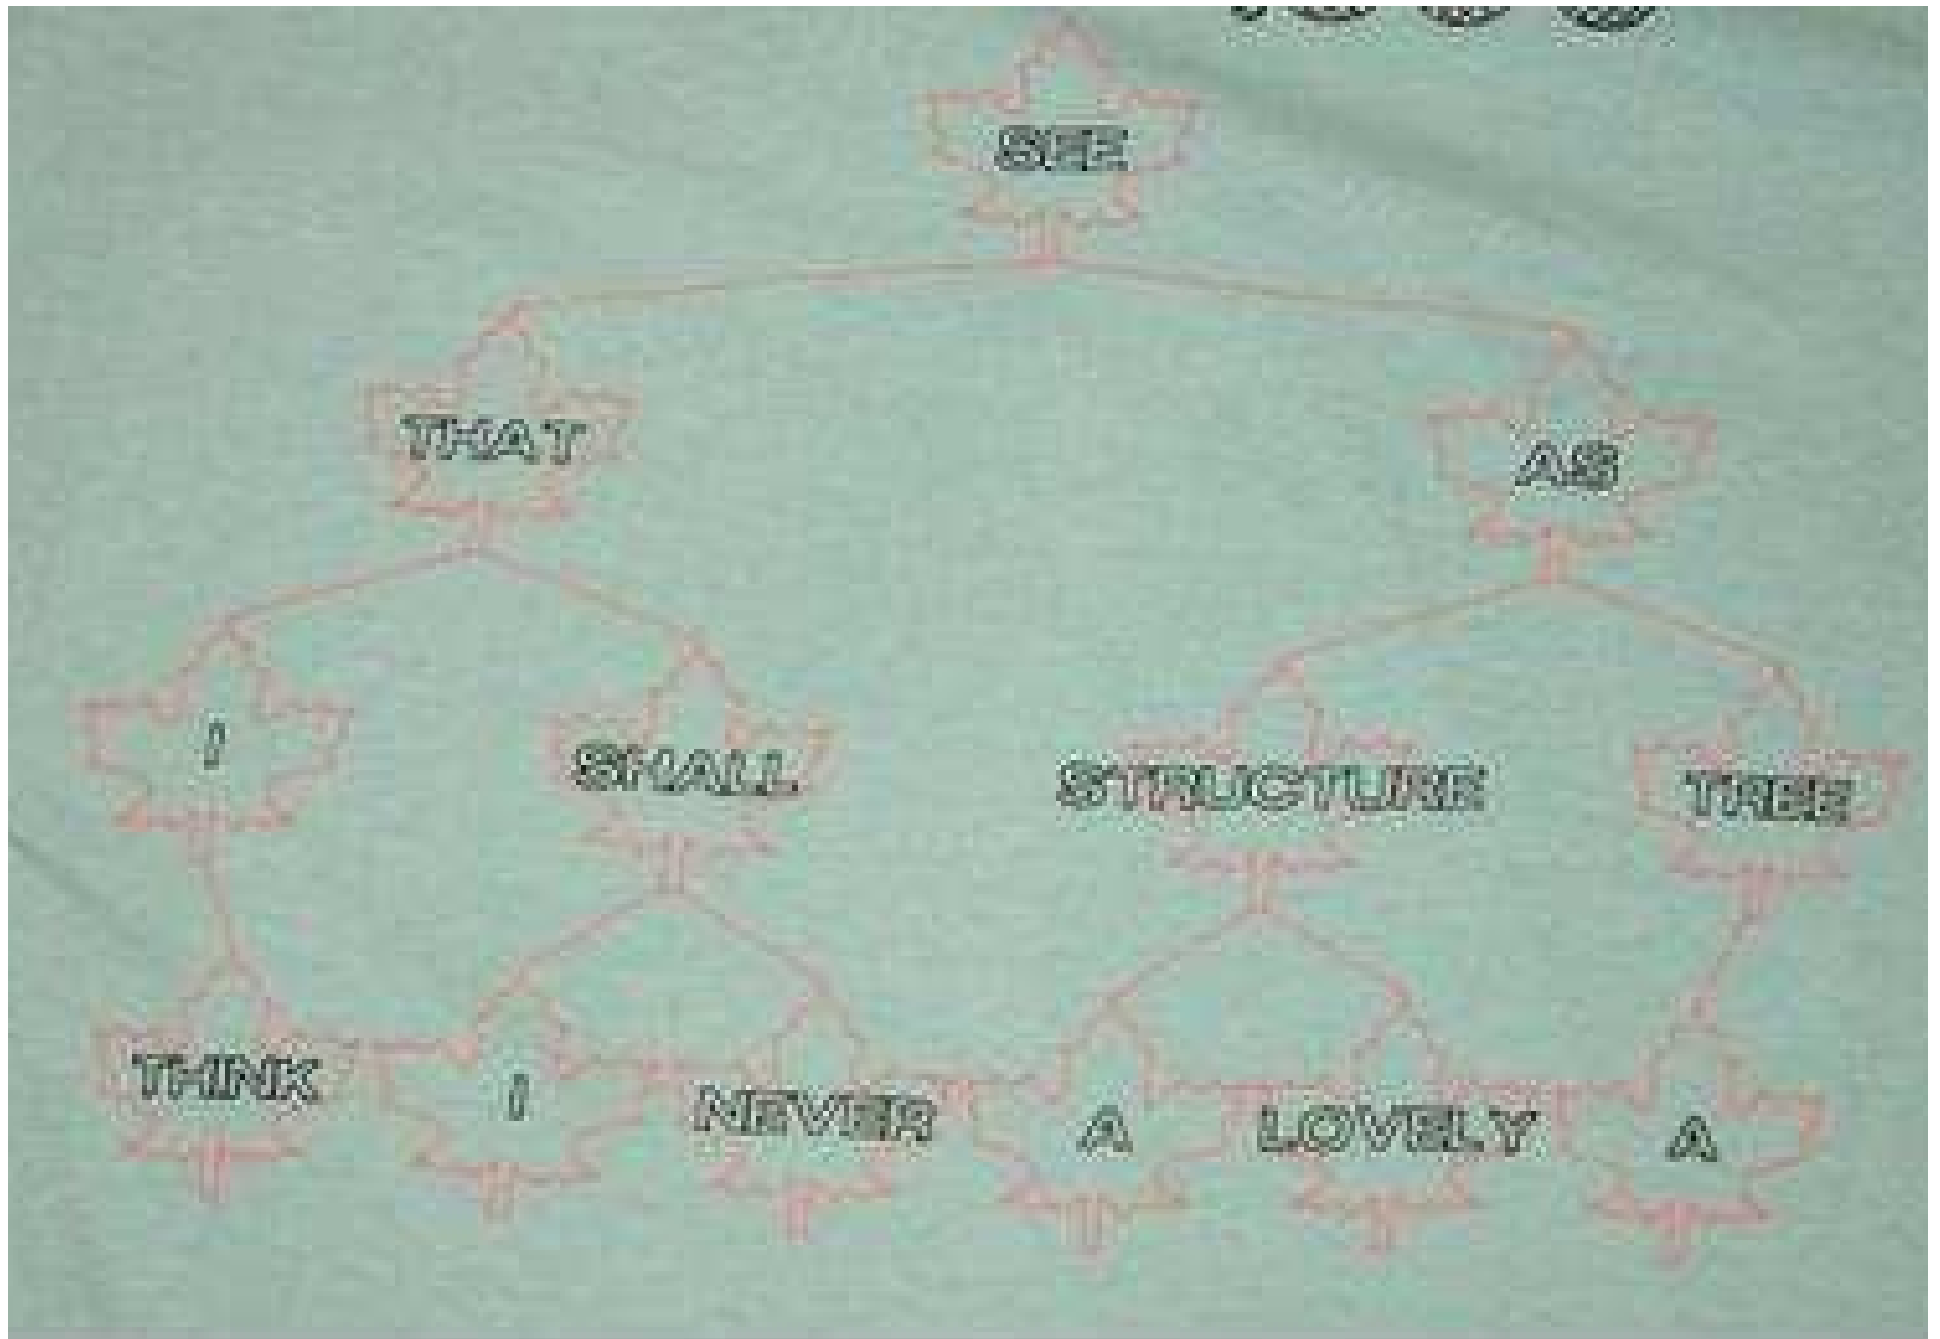 SEE
THAT AS
I SHALL STRUCTURE TREE
THINK I NEVER A LOVELY A